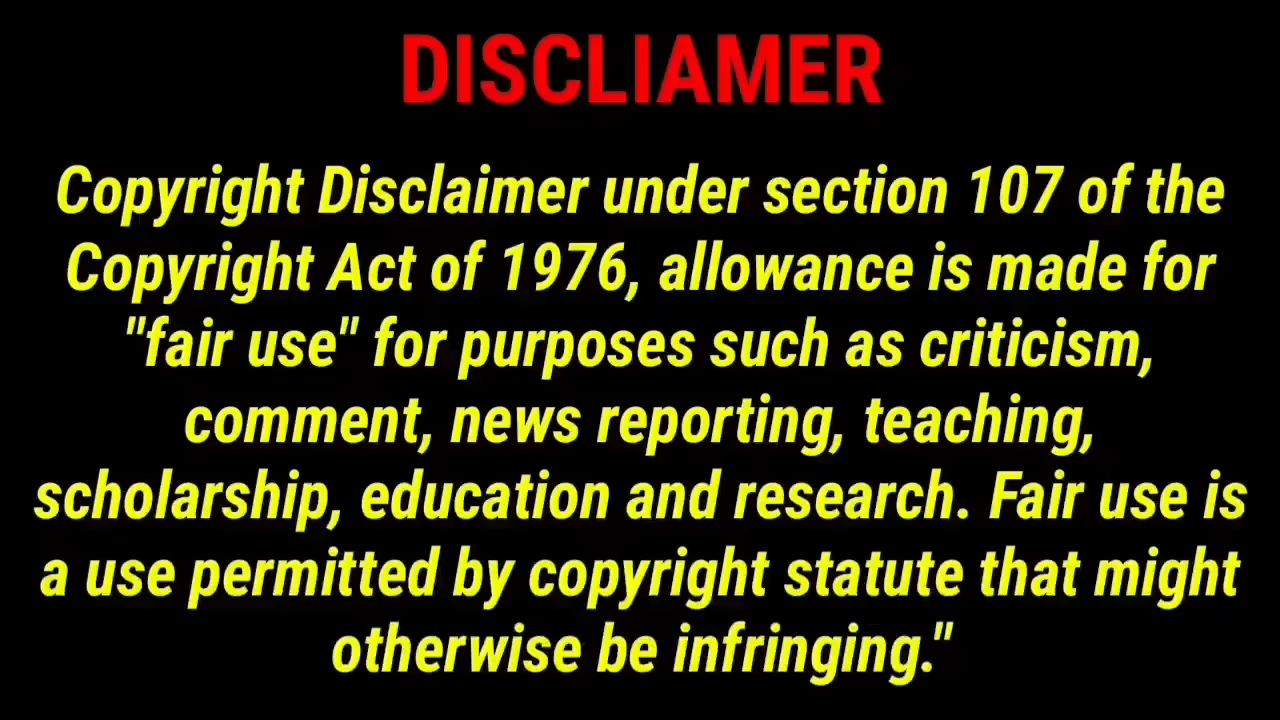 DISCLIAMER
Copyright Disclaimer under section 107 of the
Copyright Act of 1976, allowance is made for
"fair use" for purposes such as criticism,
comment, news reporting, teaching,
scholarship, education and research. Fair use is
a use permitted by copyright statute that might
otherwise be infringing."